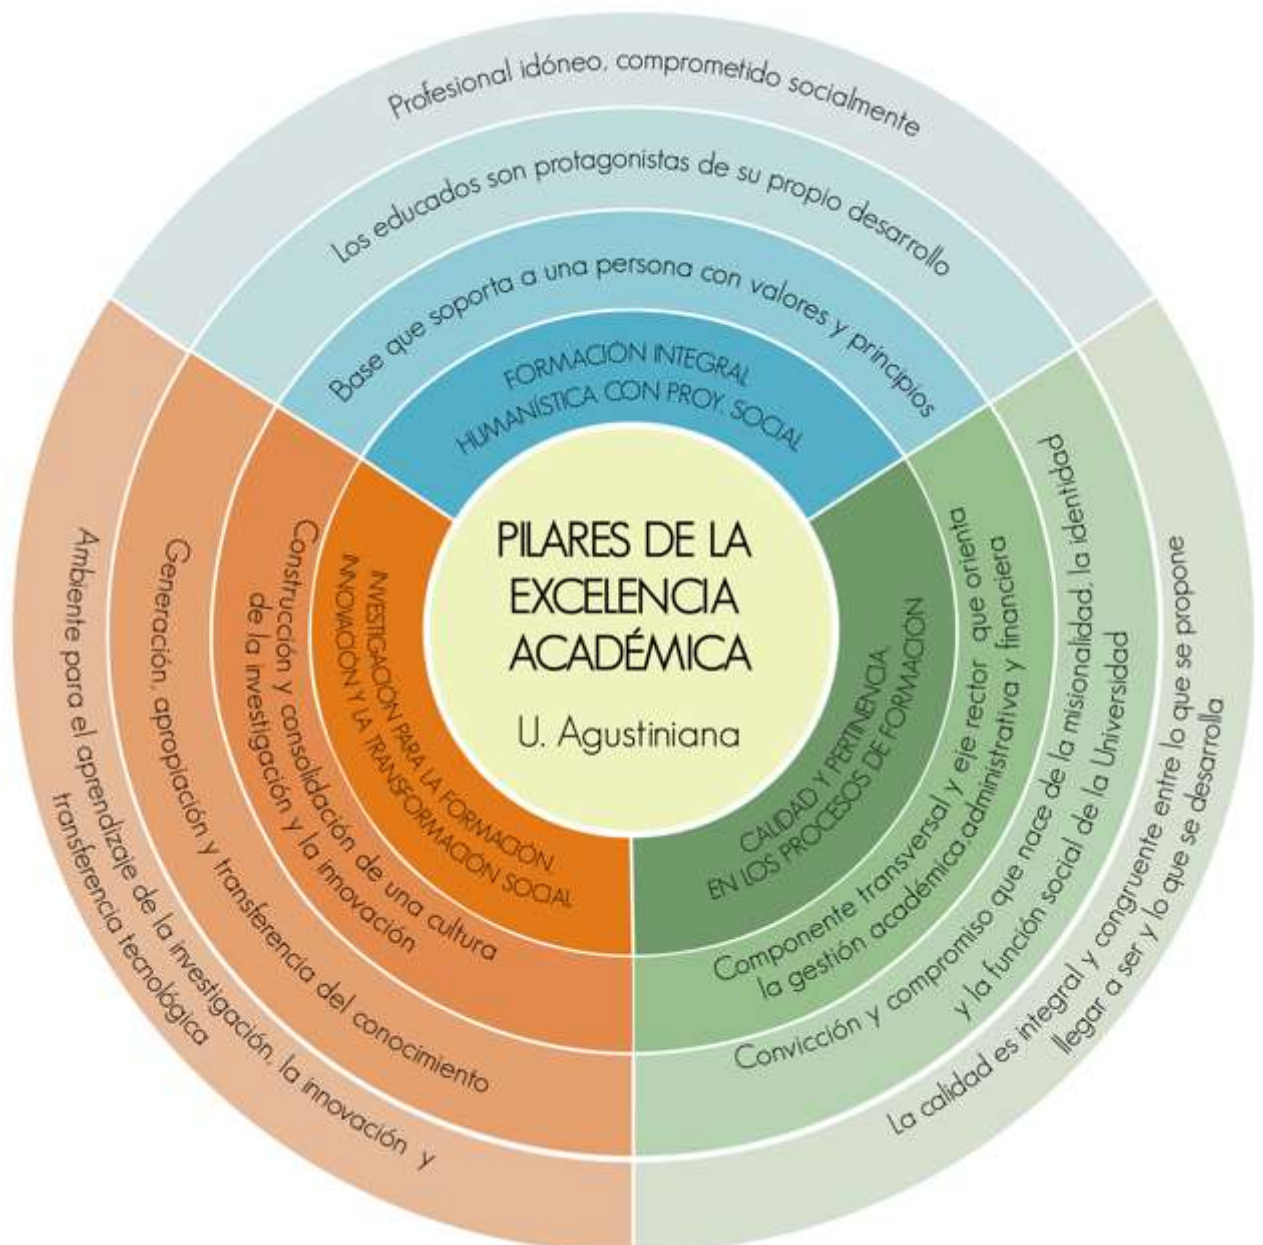 Profesional idóneo, comprometido socialmente
Los educados son protagonistas de su propio desarrollo
Base que soporta a una persona con valores y principios
FORMACIÓN INTEGRAL
HUMANÍSTICA CON PROY. SOCIAL
PILARES DE LA
EXCELENCIA
ACADÉMICA
U. Agustiniana
INVESTIGACIÓN PARA LA FORMACIÓN,
INNOVACIÓN Y LA TRANSFORMACIÓN SOCIAL
Construcción y consolidación de una cultura
de la investigación y la innovación
Generación, apropiación y transferencia del conocimiento
Ambiente para el aprendizaje de la investigación, la innovación y
transferencia tecnológica
CALIDAD Y PERTINENCIA
EN LOS PROCESOS DE FORMACIÓN
Componente transversal y eje rector que orienta
la gestión académica,administrativa y financiera
Convicción y compromiso que nace de la misionalidad, la identidad
y la función social de la Universidad
La calidad es integral y congruente entre lo que se propone
llegar a ser y lo que se desarrolla